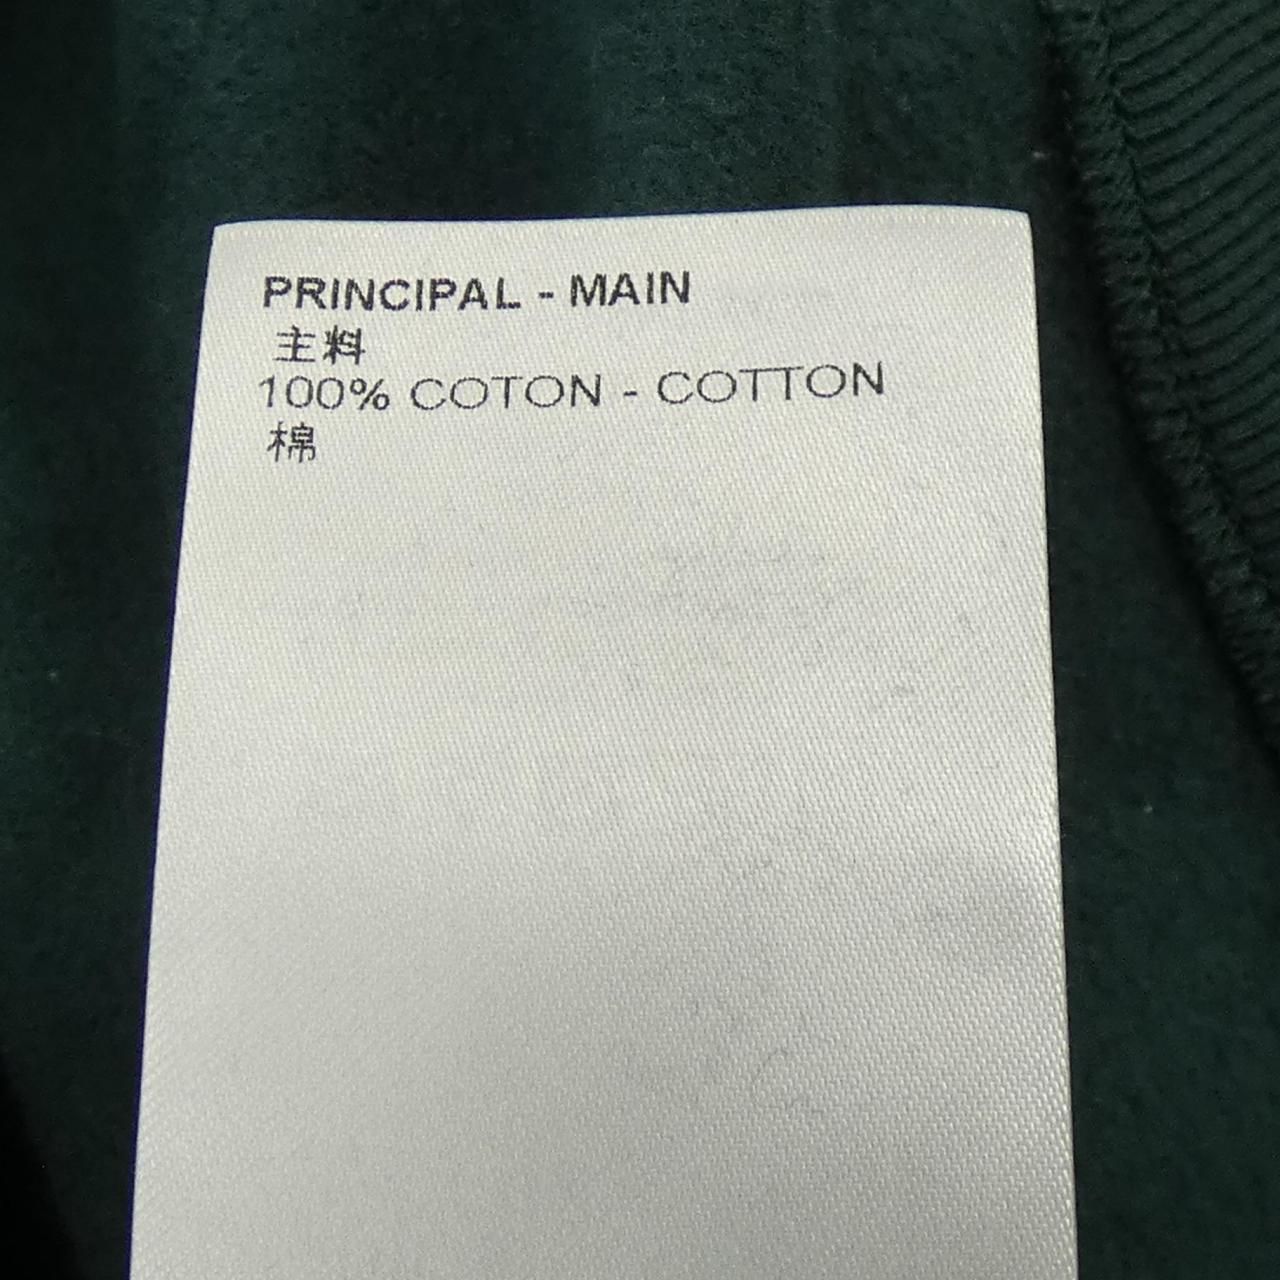 PRINCIPAL - MAIN
主料
100% COTON - COTTON
棉